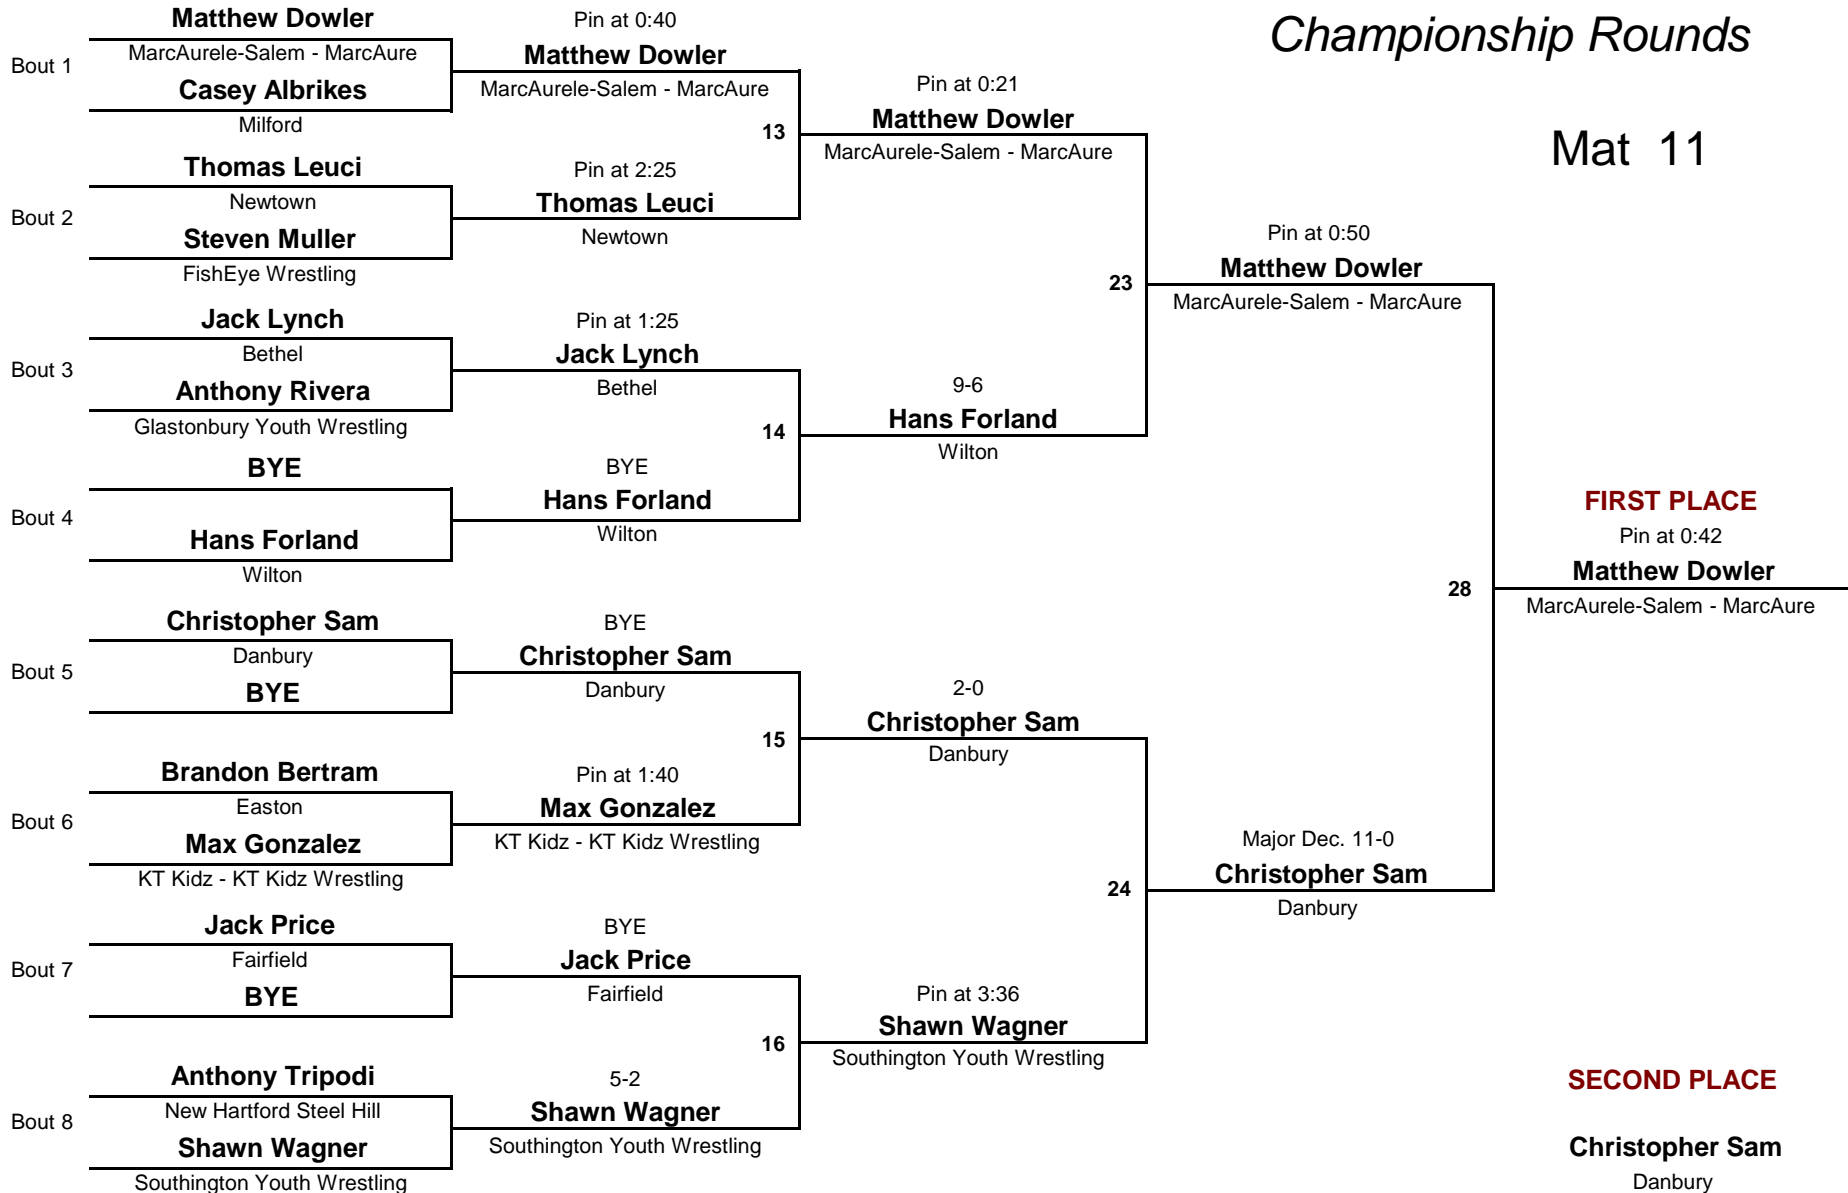 Championship Rounds
Mat 11
Bout 1
Matthew Dowler
MarcAurele-Salem - MarcAure
Casey Albrikes
Milford
Bout 2
Thomas Leuci
Newtown
Steven Muller
FishEye Wrestling
Bout 3
Jack Lynch
Bethel
Anthony Rivera
Glastonbury Youth Wrestling
Bout 4
BYE
Hans Forland
Wilton
Bout 5
Christopher Sam
Danbury
BYE
Bout 6
Brandon Bertram
Easton
Max Gonzalez
KT Kidz - KT Kidz Wrestling
Bout 7
Jack Price
Fairfield
BYE
Bout 8
Anthony Tripodi
New Hartford Steel Hill
Shawn Wagner
Southington Youth Wrestling
Pin at 0:40
Matthew Dowler
MarcAurele-Salem - MarcAure
13
Pin at 2:25
Thomas Leuci
Newtown
Pin at 1:25
Jack Lynch
Bethel
14
BYE
Hans Forland
Wilton
BYE
Christopher Sam
Danbury
15
Pin at 1:40
Max Gonzalez
KT Kidz - KT Kidz Wrestling
BYE
Jack Price
Fairfield
16
5-2
Shawn Wagner
Southington Youth Wrestling
Pin at 0:21
Matthew Dowler
MarcAurele-Salem - MarcAure
23
9-6
Hans Forland
Wilton
2-0
Christopher Sam
Danbury
24
Pin at 3:36
Shawn Wagner
Southington Youth Wrestling
Pin at 0:50
Matthew Dowler
MarcAurele-Salem - MarcAure
28
Major Dec. 11-0
Christopher Sam
Danbury
FIRST PLACE
Pin at 0:42
Matthew Dowler
MarcAurele-Salem - MarcAure
SECOND PLACE
Christopher Sam
Danbury